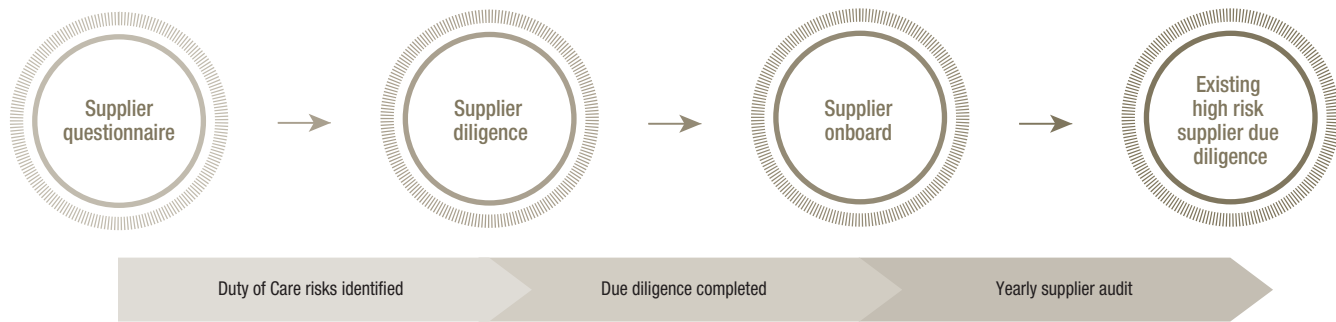 Supplier
questionnaire
Supplier
diligence
Supplier
onboard
Existing
high risk
supplier due
diligence
Duty of Care risks identified
Due diligence completed
Yearly supplier audit